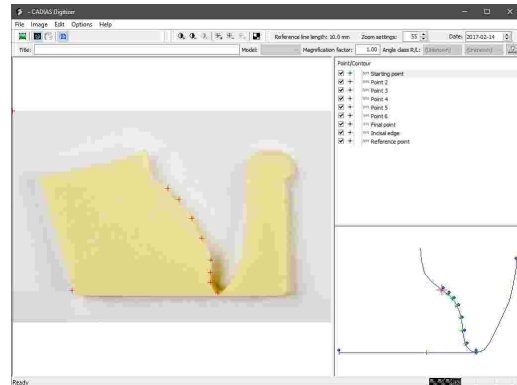 - CADIAS Digitizer
File Image Edit Options Help
Reference line length: 10.0 mm Zoom settings: 55 Date: 2017-02-14
Title: Model: Magnification factor: 1.00 Angle class R/L: (Unknown) (Unknown)
Point/Contour
Starting point
Point 2
Point 3
Point 4
Point 5
Point 6
Final point
Incisal edge
Reference point
Ready